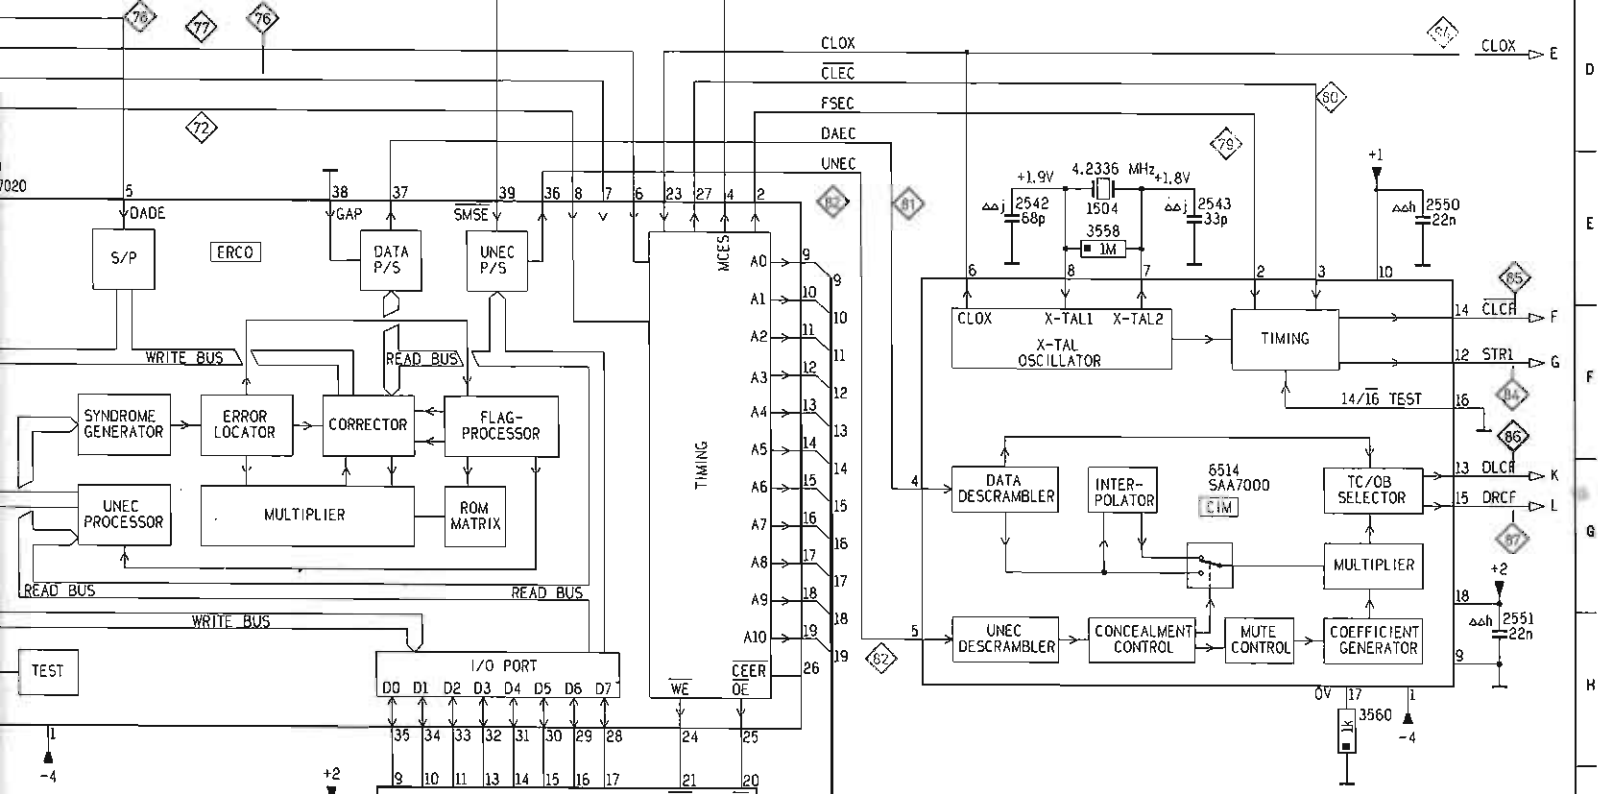 78 77 76
72
CLOX
CLEC
FSEC
DAEC
UNEC
CLOX E
80
79
82 81
D
E
F
G
H
7020
5 38 37 39 36 8 7 6 23 27 4 2
DADE GAP SMSE MCES
S/P
ERCO
DATA P/S
UNEC P/S
WRITE BUS
READ BUS
SYNDROME GENERATOR
ERROR LOCATOR
CORRECTOR
FLAG-PROCESSOR
UNEC PROCESSOR
MULTIPLIER
ROM MATRIX
READ BUS
READ BUS
WRITE BUS
TEST
I/O PORT
D0 D1 D2 D3 D4 D5 D6 D7
35 34 33 32 31 30 29 28
9 10 11 13 14 15 16 17
1
-4
+2
TIMING
A0 9 9
A1 10 10
A2 11 11
A3 12 12
A4 13 13
A5 14 14
A6 15 15
A7 16 16
A8 17 17
A9 18 18
A10 19 19
CEER 26
WE OE
24 25
21 20
+1,9V 4.2336 MHz +1,8V
1504
ΔΔj 2542 68p
ΔΔj 2543 33p
3558
1M
+1
ΔΔh 2550 22n
6 8 7 2 3 10
CLOX X-TAL1 X-TAL2
X-TAL OSCILLATOR
TIMING
85
14 CLCF F
12 STR1 G
84
14/16 TEST 16
86
13 DLCF K
15 DRCF L
87
4
DATA DESCRAMBLER
INTER-POLATOR
6514
SAA7000
CIM
TC/OB SELECTOR
MULTIPLIER
5
82
UNEC DESCRAMBLER
CONCEALMENT CONTROL
MUTE CONTROL
COEFFICIENT GENERATOR
+2
18
ΔΔh 2551 22n
9
0V 17 1
1k 3560
-4